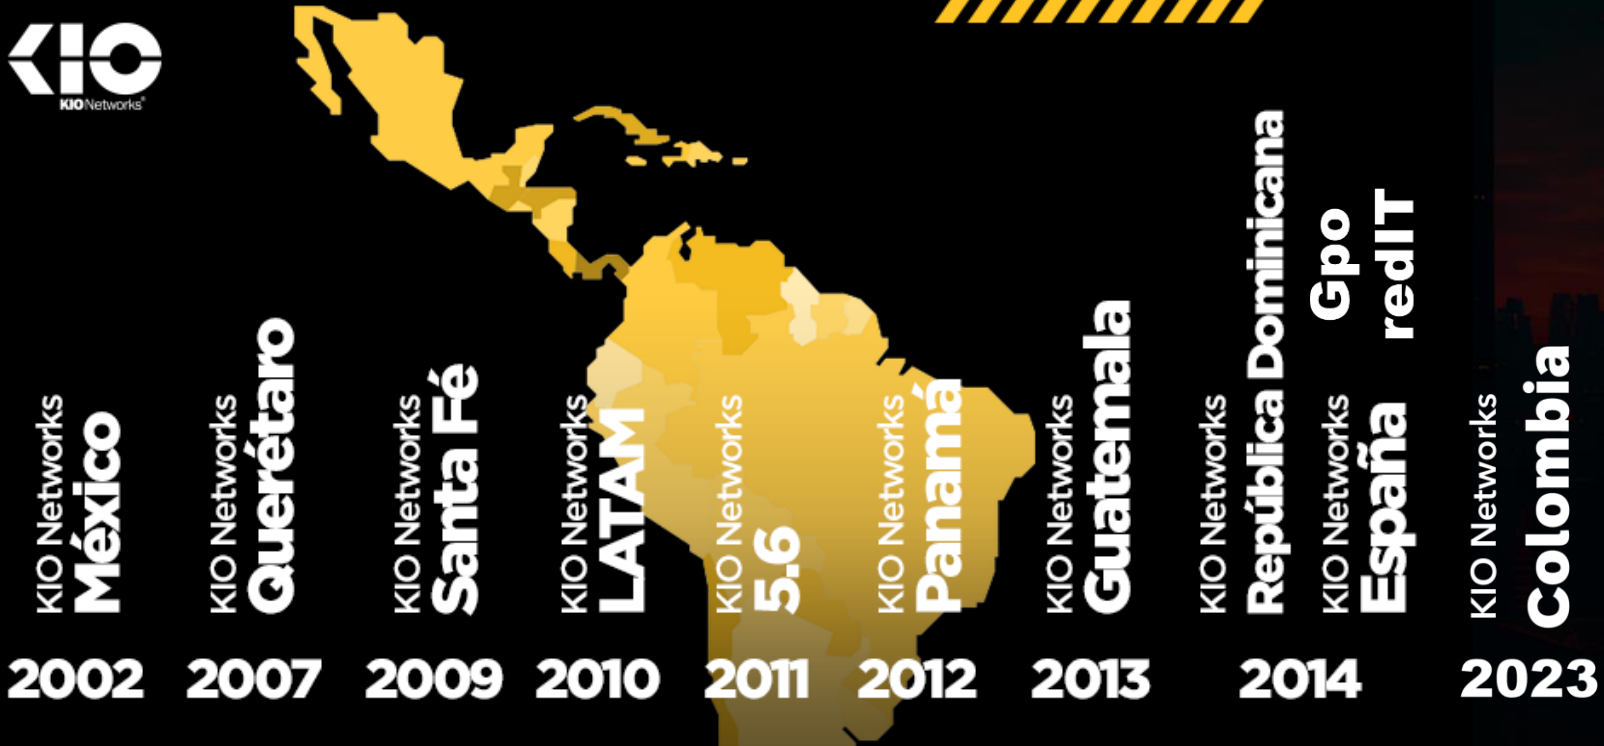 KIO
KIO Networks®
KIO Networks
México
2002
KIO Networks
Querétaro
2007
KIO Networks
Santa Fé
2009
KIO Networks
LATAM
2010
KIO Networks
5.6
2011
KIO Networks
Panamá
2012
KIO Networks
Guatemala
2013
KIO Networks
República Dominicana
KIO Networks
España
Gpo
redIT
2014
KIO Networks
Colombia
2023